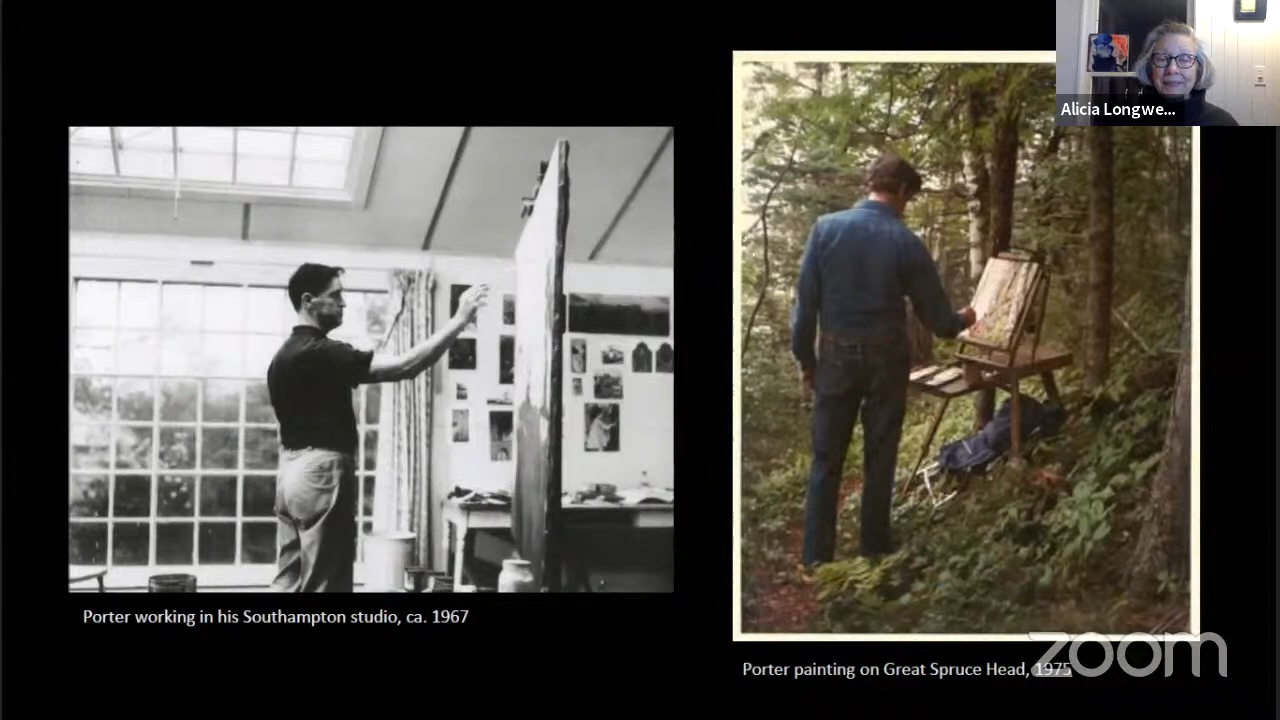 Alicia Longwe...
Porter working in his Southampton studio, ca. 1967
Porter painting on Great Spruce Head, 1975
zoom